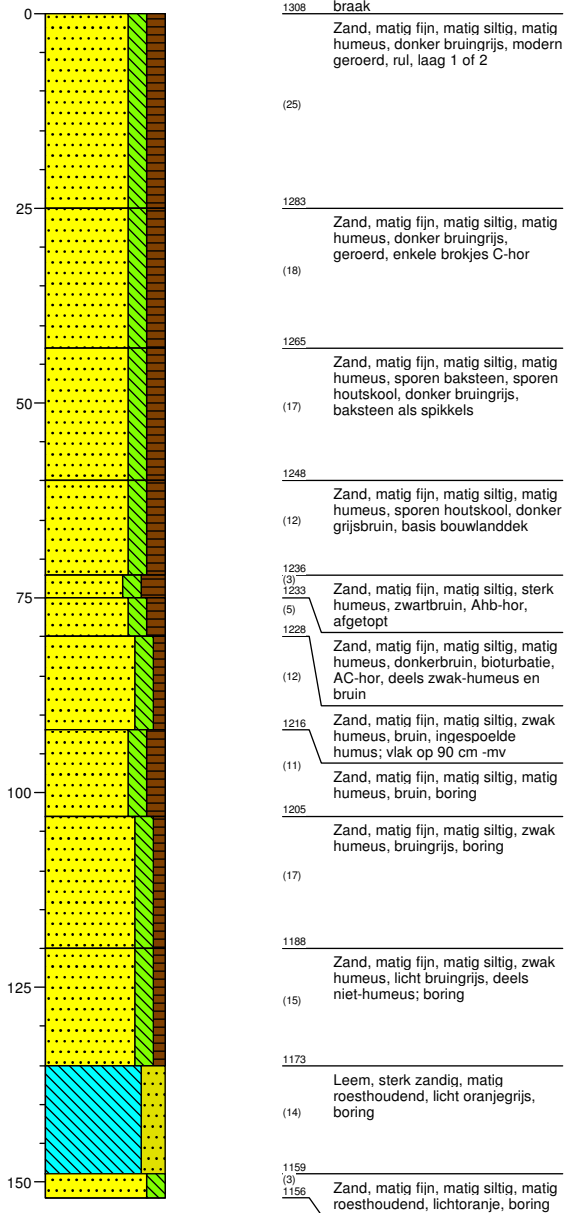 0
1308 braak
Zand, matig fijn, matig siltig, matig
humeus, donker bruingrijs, modern
geroerd, rul, laag 1 of 2
(25)
25
1283
Zand, matig fijn, matig siltig, matig
humeus, donker bruingrijs,
geroerd, enkele brokjes C-hor
(18)
1265
Zand, matig fijn, matig siltig, matig
humeus, sporen baksteen, sporen
houtskool, donker bruingrijs,
baksteen als spikkels
50
(17)
1248
Zand, matig fijn, matig siltig, matig
humeus, sporen houtskool, donker
grijsbruin, basis bouwlanddek
(12)
1236
(3)
75
1233
Zand, matig fijn, matig siltig, sterk
humeus, zwartbruin, Ahb-hor,
afgetopt
(5)
1228
Zand, matig fijn, matig siltig, matig
humeus, donkerbruin, bioturbatie,
AC-hor, deels zwak-humeus en
bruin
(12)
1216
Zand, matig fijn, matig siltig, zwak
humeus, bruin, ingespoelde
humus; vlak op 90 cm -mv
(11)
100
Zand, matig fijn, matig siltig, matig
humeus, bruin, boring
1205
Zand, matig fijn, matig siltig, zwak
humeus, bruingrijs, boring
(17)
1188
Zand, matig fijn, matig siltig, zwak
humeus, licht bruingrijs, deels
niet-humeus; boring
125
(15)
1173
Leem, sterk zandig, matig
roesthoudend, licht oranjegrijs,
boring
(14)
1159
(3)
150
1156
Zand, matig fijn, matig siltig, matig
roesthoudend, lichtoranje, boring